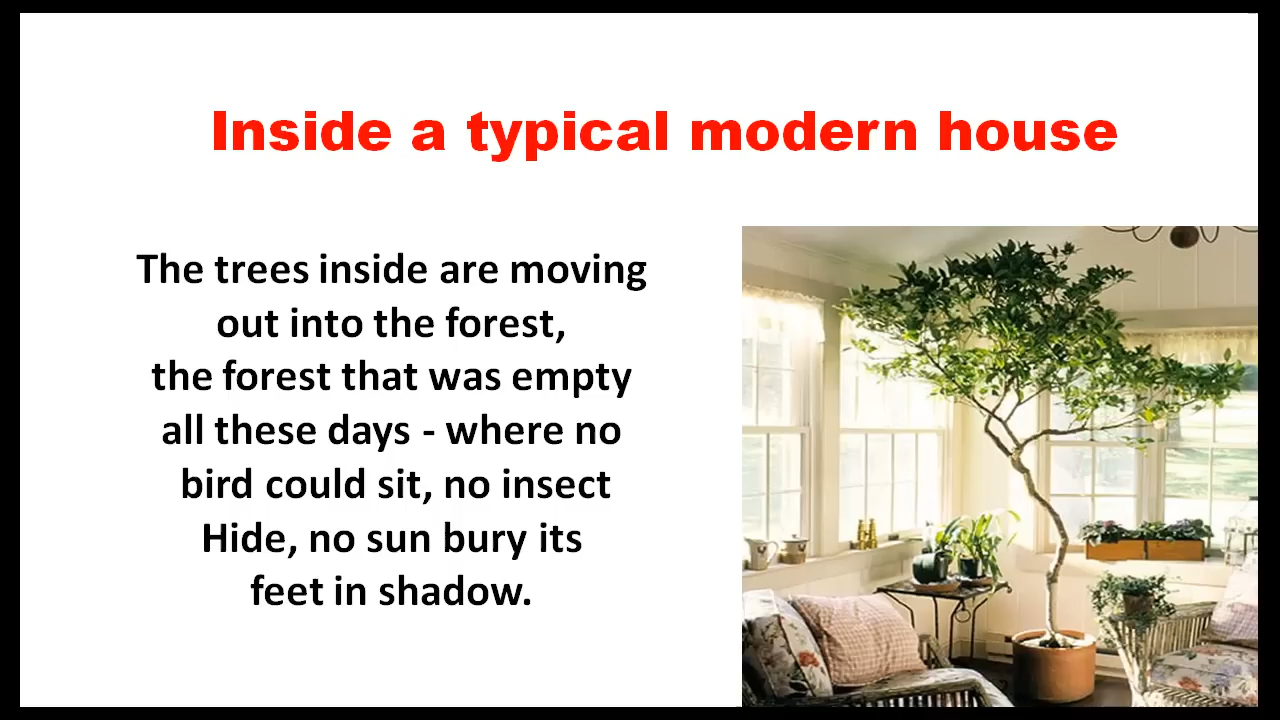 Inside a typical modern house
The trees inside are moving
out into the forest,
the forest that was empty
all these days - where no
bird could sit, no insect
Hide, no sun bury its
feet in shadow.